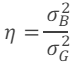 η = σ_B^2 / σ_G^2